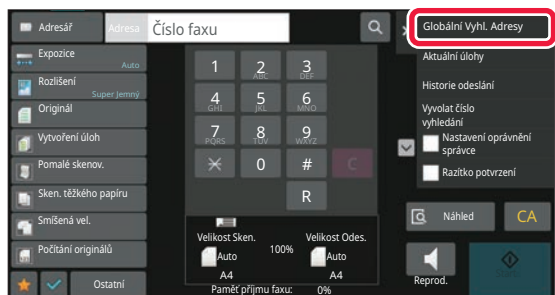 Adresář
Adresa
Číslo faxu
Globální Vyhl. Adresy
Expozice
Auto
Rozlišení
Super Jemný
Originál
Vytvoření úloh
Pomalé skenov.
Sken. těžkého papíru
Smíšená vel.
Počítání originálů
Ostatní
1
2
ABC
3
DEF
4
GHI
5
JKL
6
MNO
7
PQRS
8
TUV
9
WXYZ
0
#
C
R
Velikost Sken.
Auto
A4
100%
Velikost Odes.
Auto
A4
Paměť příjmu faxu: 0%
Aktuální úlohy
Historie odeslání
Vyvolat číslo
vyhledání
Nastavení oprávnění
správce
Razítko potvrzení
Náhled
CA
Reprod.
Start